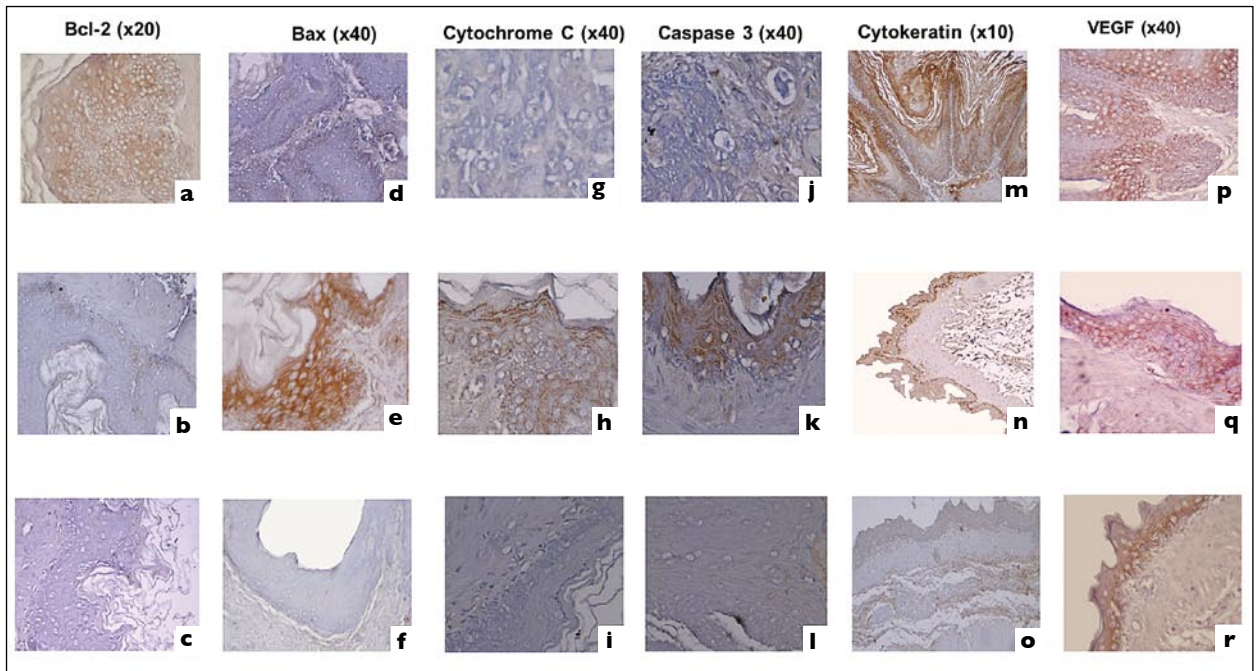 Bcl-2 (x20) Bax (x40) Cytochrome C (x40) Caspase 3 (x40) Cytokeratin (x10) VEGF (x40)
a d g j m p
b e h k n q
c f i l o r